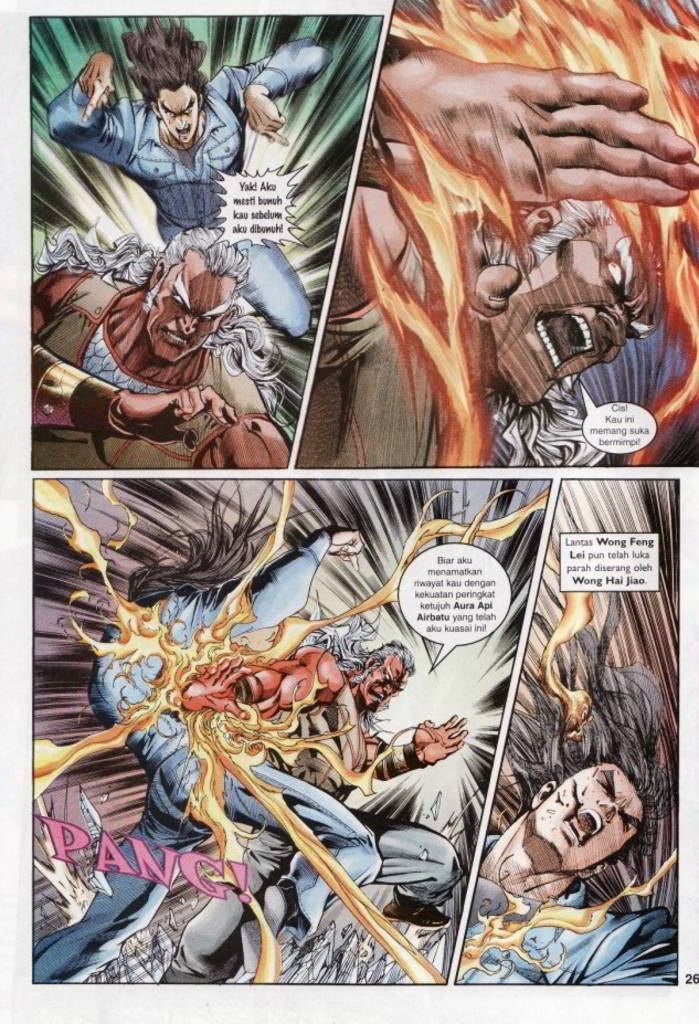 Yak! Aku
mesti bunuh
kau sebelum
aku dibunuh!
Cis!
Kau ini
memang suka
bermimpi!
Biar aku
menamatkan
riwayat kau dengan
kekuatan peringkat
ketujuh Aura Api
Airbatu yang telah
aku kuasai ini!
PANG!
Lantas Wong Feng
Lei pun telah luka
parah diserang oleh
Wong Hai Jiao.
26